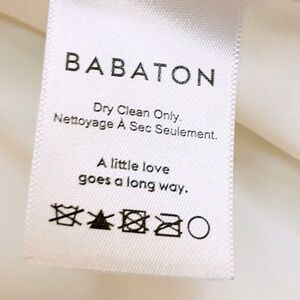 BABATON
Dry Clean Only.
Nettoyage À Sec Seulement.
A little love
goes a long way.